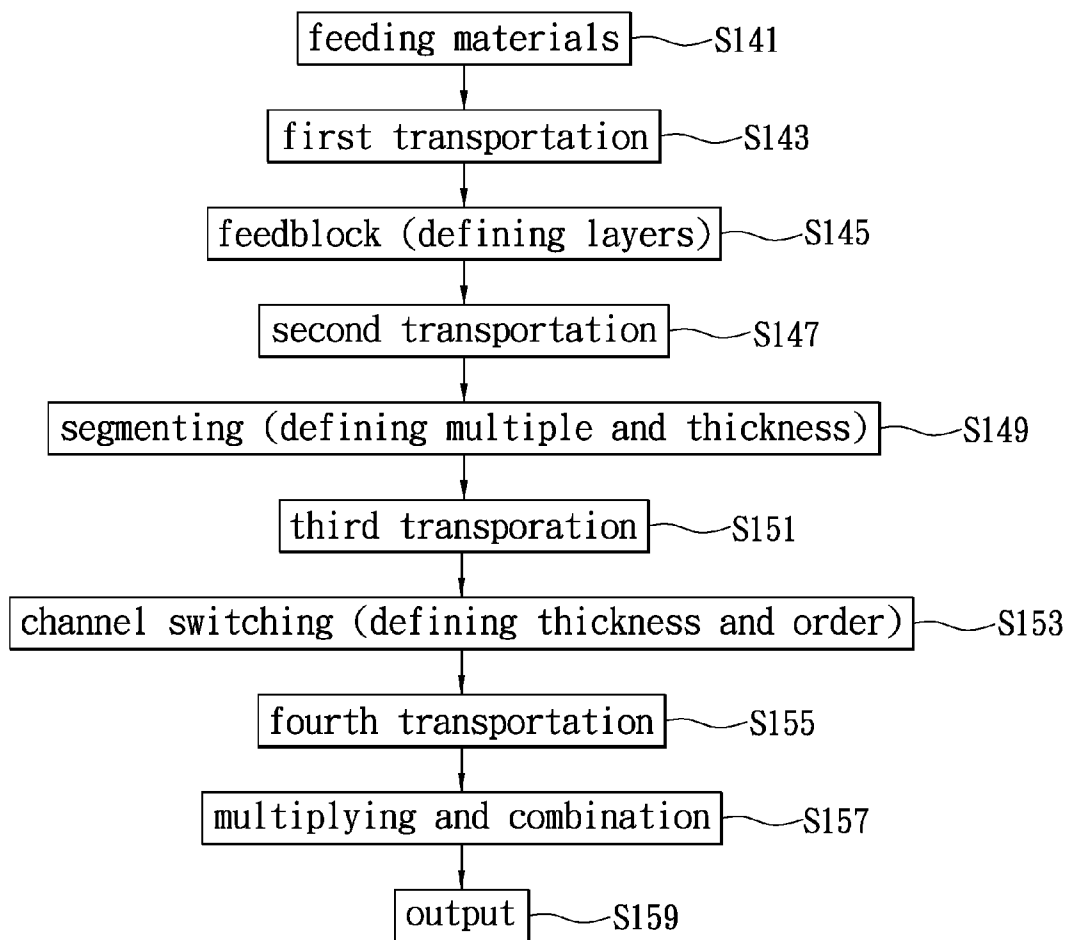 feeding materials S141
first transportation S143
feedblock (defining layers) S145
second transportation S147
segmenting (defining multiple and thickness) S149
third transporation S151
channel switching (defining thickness and order) S153
fourth transportation S155
multiplying and combination S157
output S159